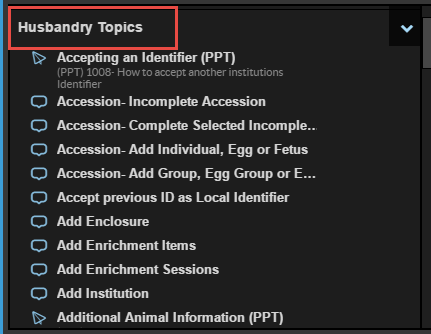 Husbandry Topics
Accepting an Identifier (PPT)
(PPT) 1008- How to accept another institutions
Identifier
Accession- Incomplete Accession
Accession- Complete Selected Incomple...
Accession- Add Individual, Egg or Fetus
Accession- Add Group, Egg Group or E...
Accept previous ID as Local Identifier
Add Enclosure
Add Enrichment Items
Add Enrichment Sessions
Add Institution
Additional Animal Information (PPT)